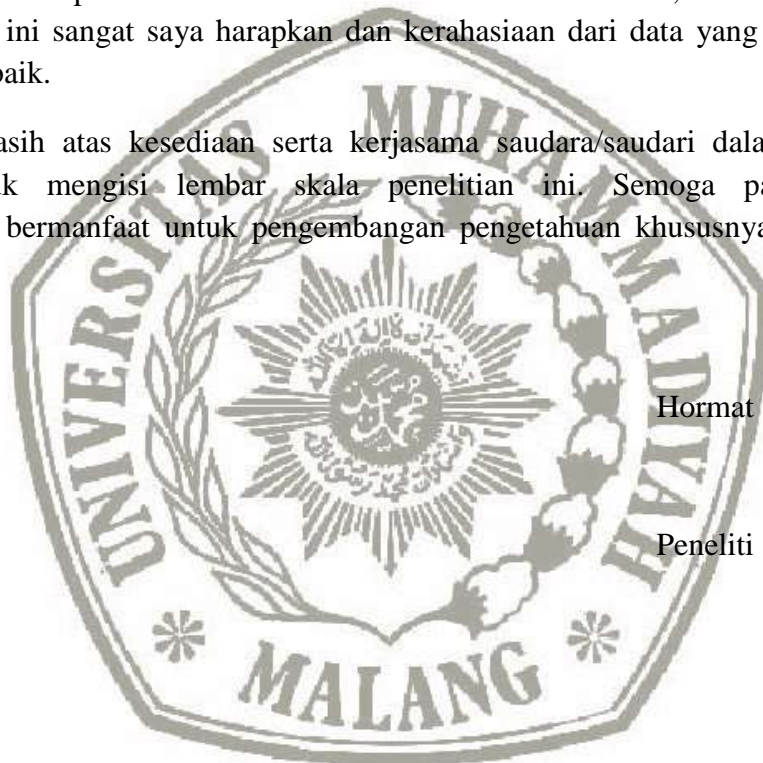 ini sangat saya harapkan dan kerahasiaan dari data yang
baik.
asih atas kesediaan serta kerjasama saudara/saudari dala
uk mengisi lembar skala penelitian ini. Semoga pa
bermanfaat untuk pengembangan pengetahuan khususnya
UNIVERSITAS MUHAMMADIYAH
Hormat
Peneliti
MALANG